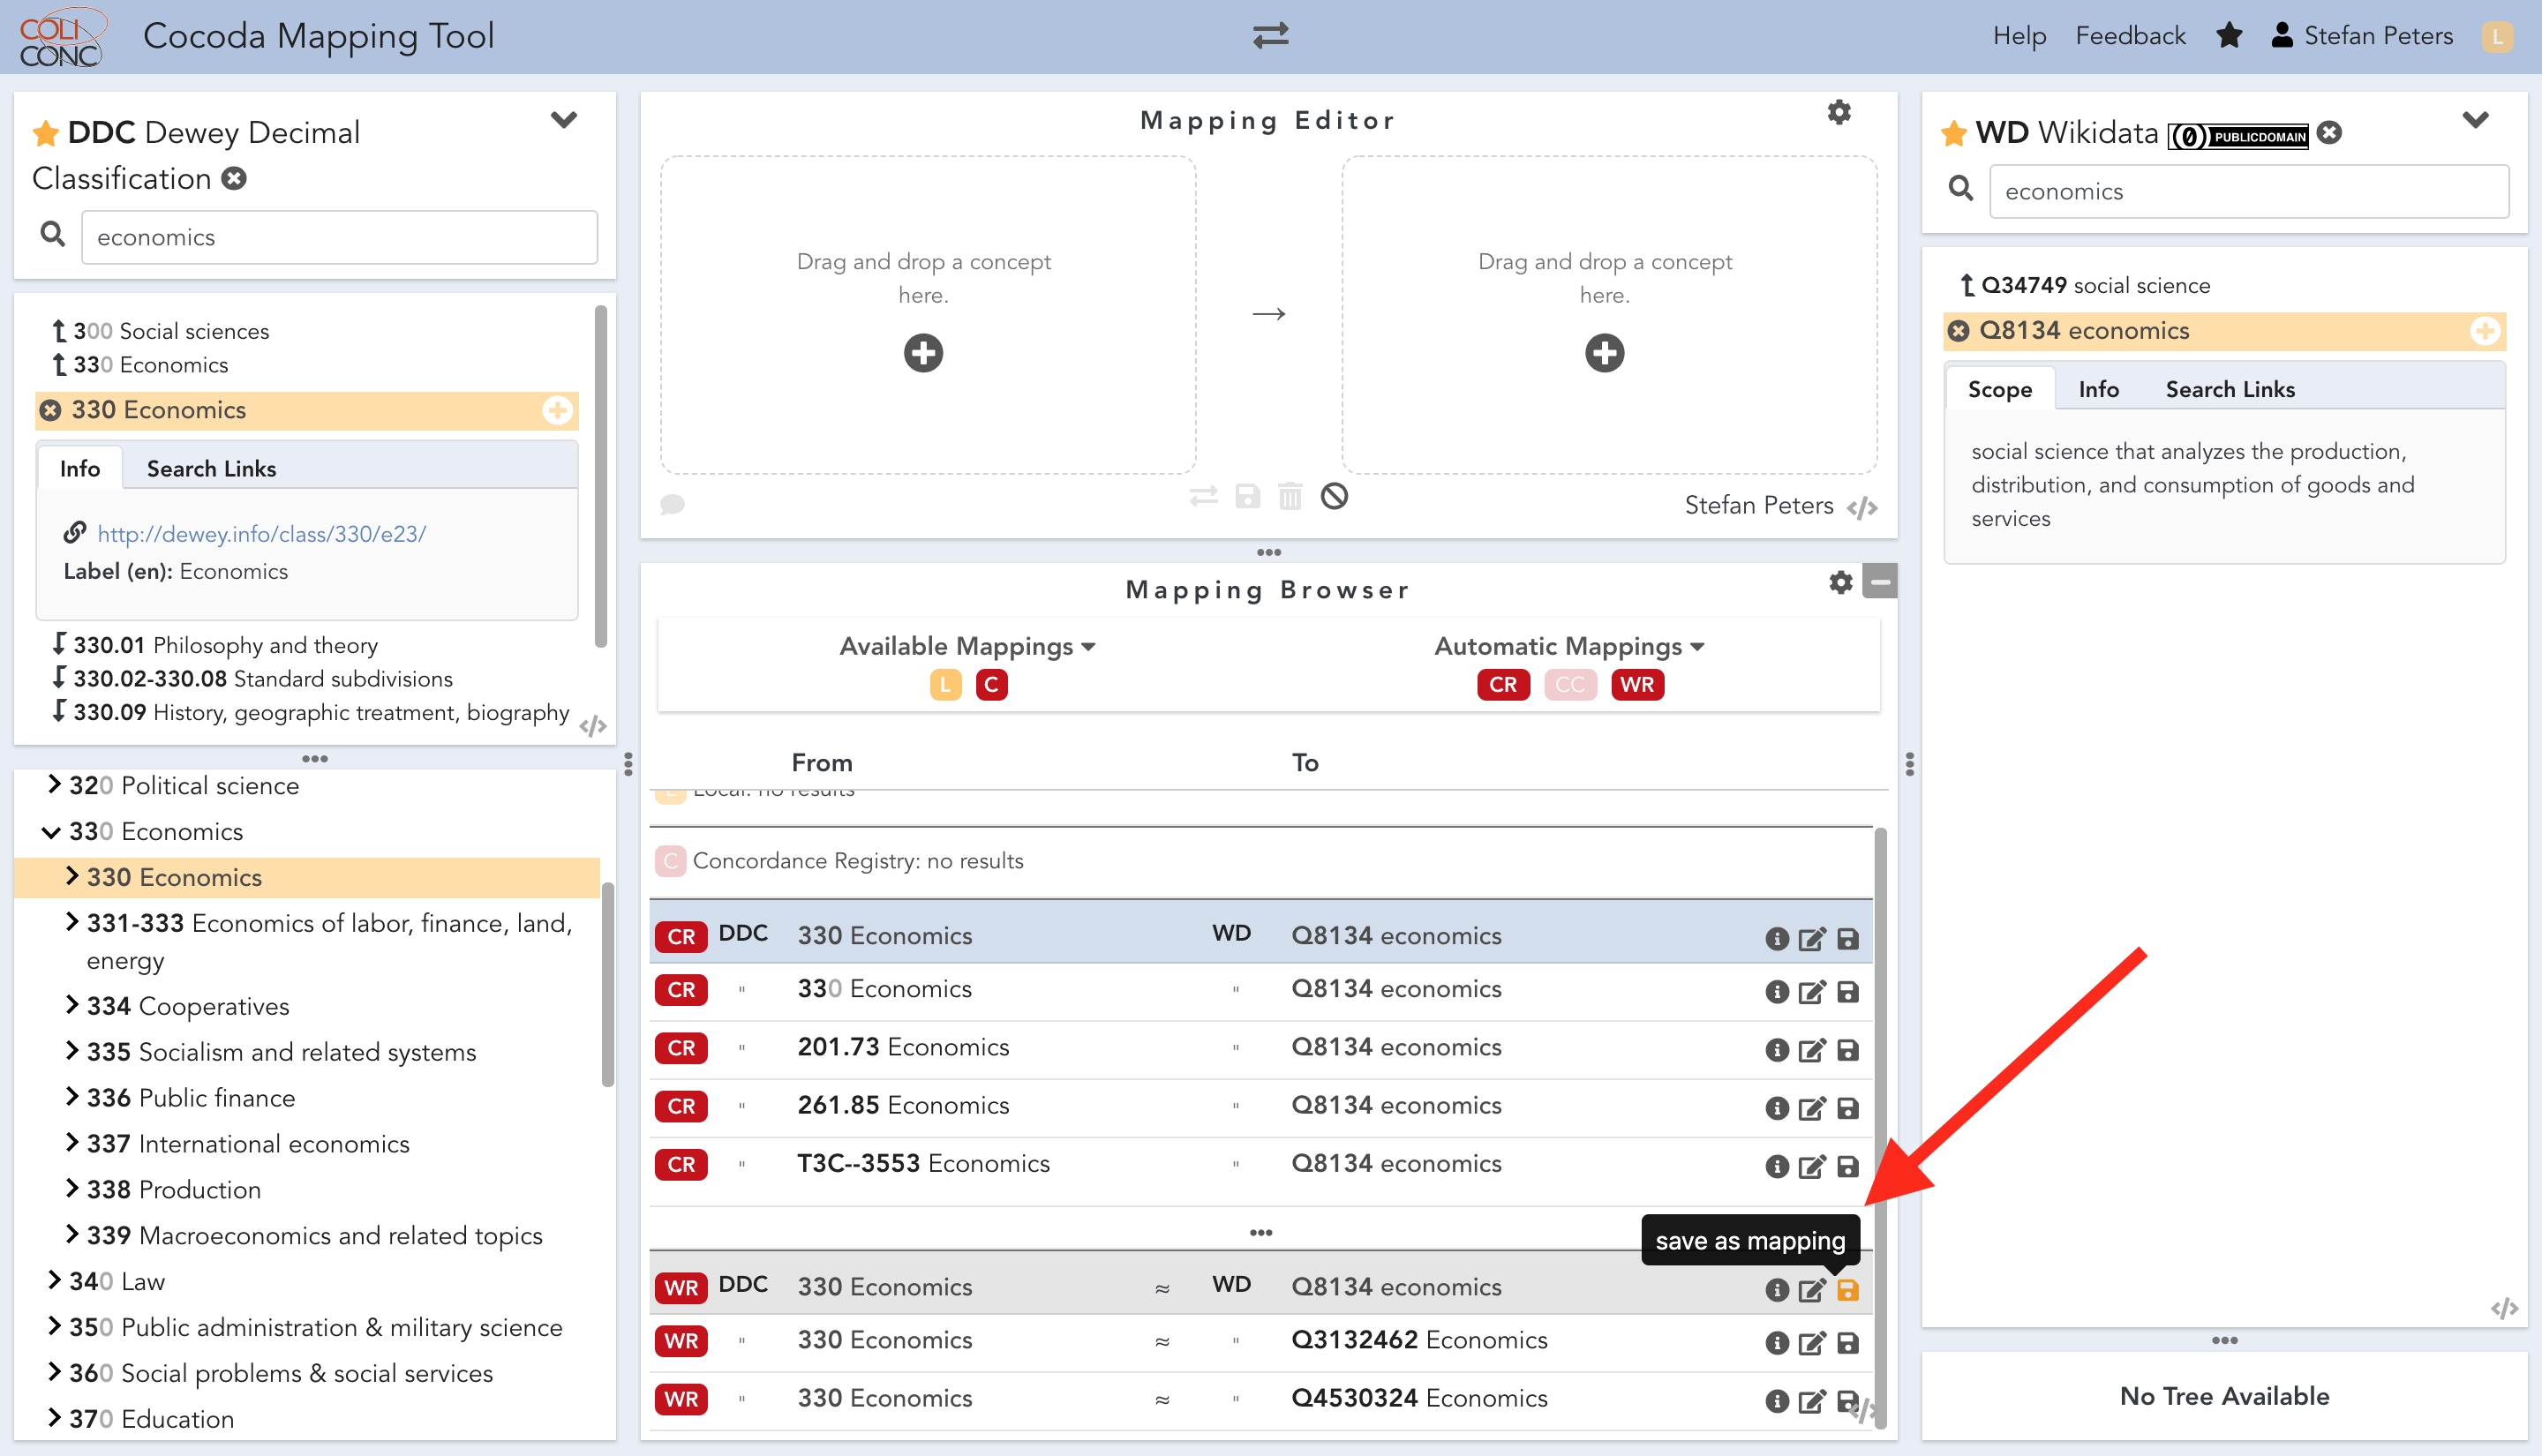 COLI
CONC
Cocoda Mapping Tool
Help Feedback Stefan Peters L
DDC Dewey Decimal
Classification
economics
300 Social sciences
330 Economics
330 Economics
Info Search Links
http://dewey.info/class/330/e23/
Label (en): Economics
330.01 Philosophy and theory
330.02-330.08 Standard subdivisions
330.09 History, geographic treatment, biography
320 Political science
330 Economics
330 Economics
331-333 Economics of labor, finance, land,
energy
334 Cooperatives
335 Socialism and related systems
336 Public finance
337 International economics
338 Production
339 Macroeconomics and related topics
340 Law
350 Public administration & military science
360 Social problems & social services
370 Education
Mapping Editor
Drag and drop a concept
here.
→
Drag and drop a concept
here.
Stefan Peters </>
Mapping Browser
Available Mappings
L C
Automatic Mappings
CR CC WR
From To
L Local: no results
C Concordance Registry: no results
CR DDC 330 Economics WD Q8134 economics
CR " 330 Economics " Q8134 economics
CR " 201.73 Economics " Q8134 economics
CR " 261.85 Economics " Q8134 economics
CR " T3C--3553 Economics " Q8134 economics
save as mapping
WR DDC 330 Economics ≈ WD Q8134 economics
WR " 330 Economics ≈ " Q3132462 Economics
WR " 330 Economics ≈ " Q4530324 Economics
WD Wikidata PUBLICDOMAIN
economics
Q34749 social science
Q8134 economics
Scope Info Search Links
social science that analyzes the production,
distribution, and consumption of goods and
services
No Tree Available